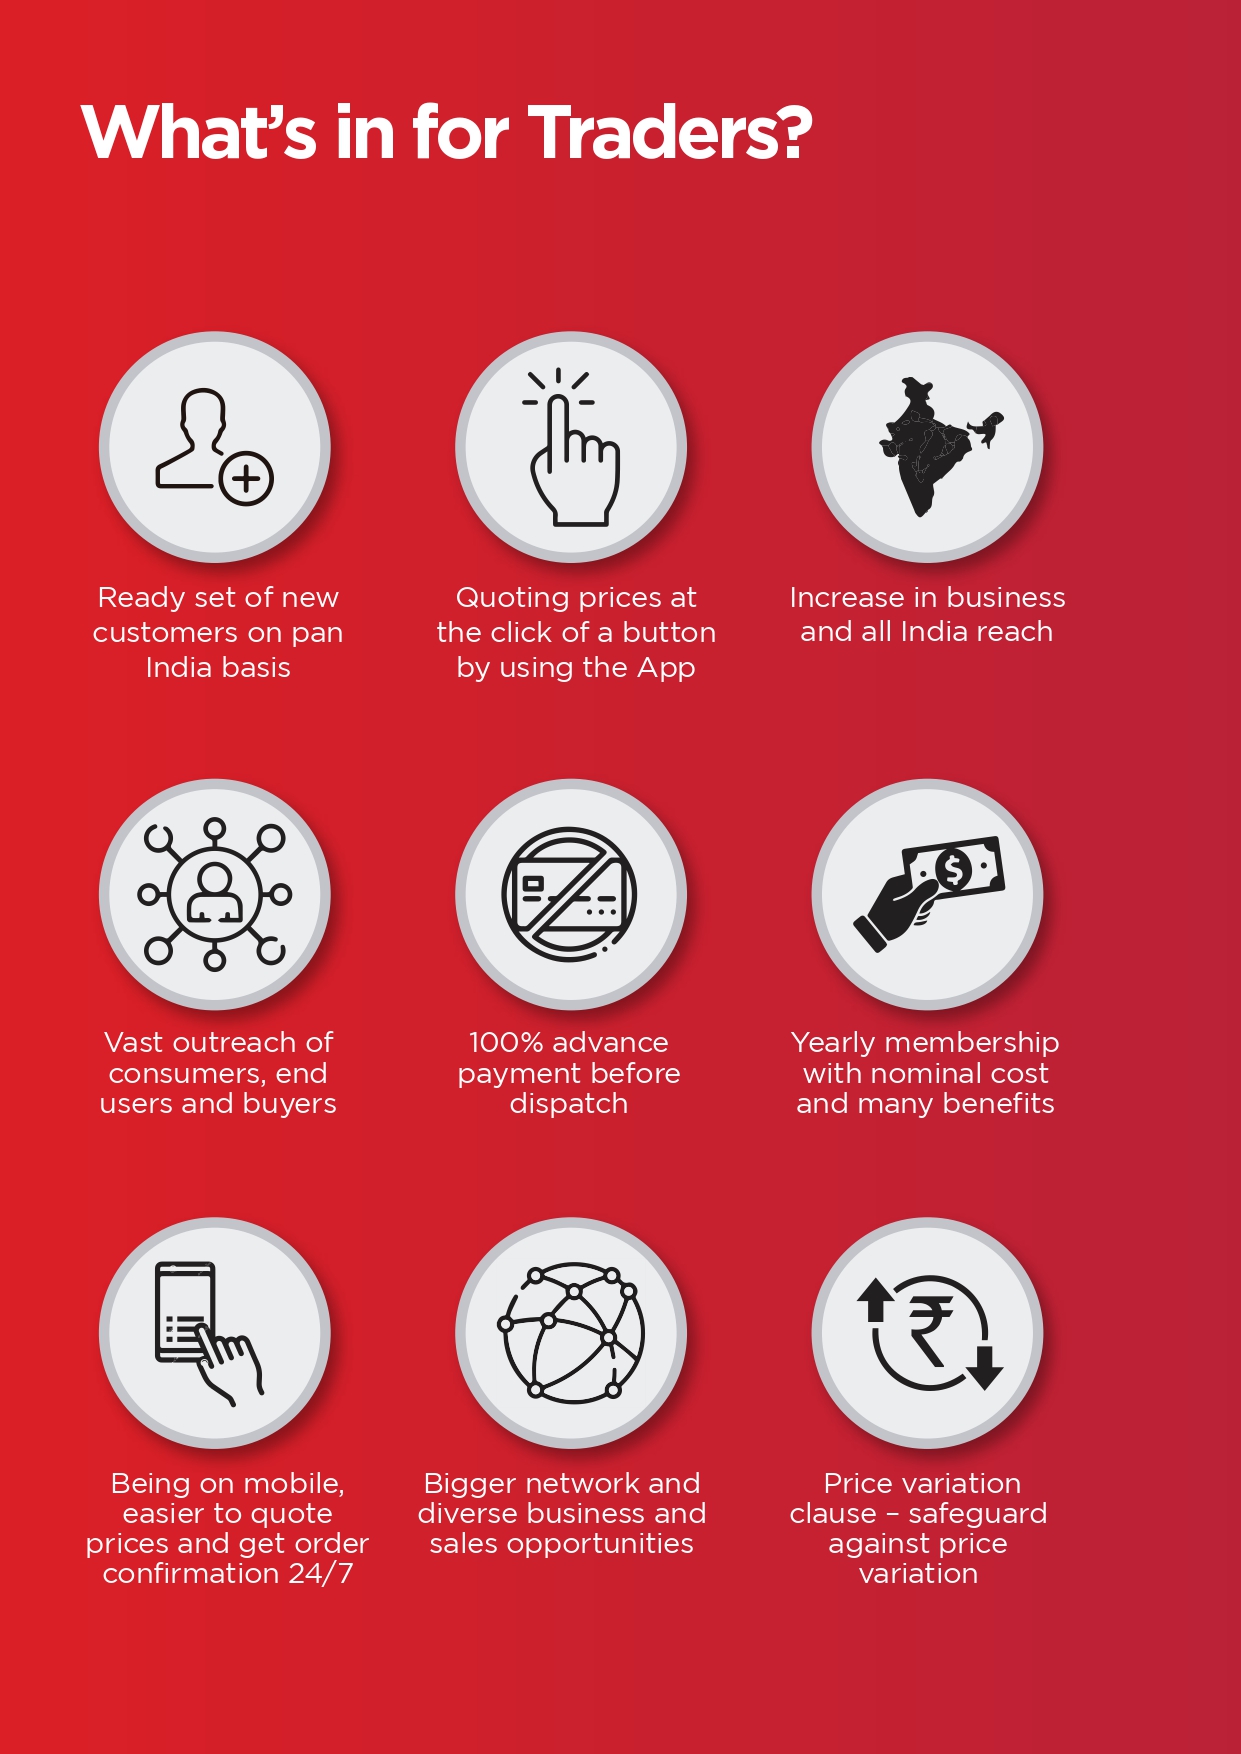 What’s in for Traders?
Ready set of new
customers on pan
India basis
Quoting prices at
the click of a button
by using the App
Increase in business
and all India reach
Vast outreach of
consumers, end
users and buyers
100% advance
payment before
dispatch
Yearly membership
with nominal cost
and many benefits
Being on mobile,
easier to quote
prices and get order
confirmation 24/7
Bigger network and
diverse business and
sales opportunities
Price variation
clause – safeguard
against price
variation